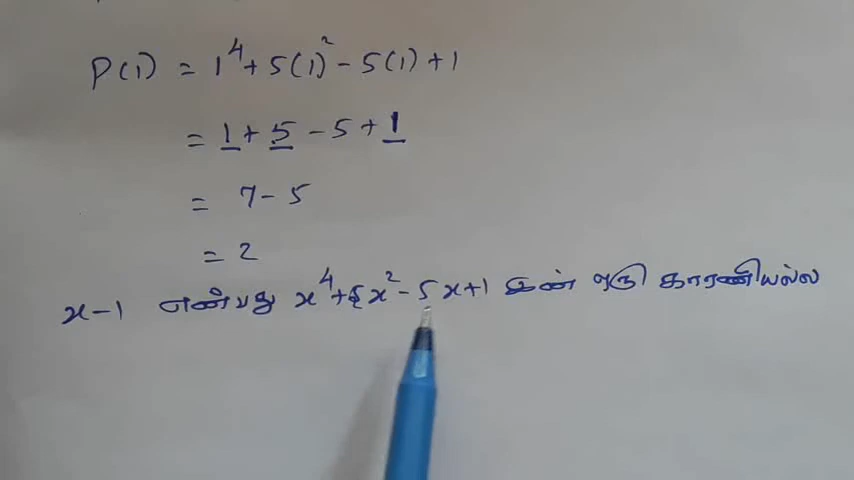 P(1) = 1⁴ + 5(1)² - 5(1) + 1
= 1 + 5 - 5 + 1
= 7 - 5
= 2
x - 1 என்பது x⁴ + 5x² - 5x + 1 இன் ஒரு காரணியல்ல